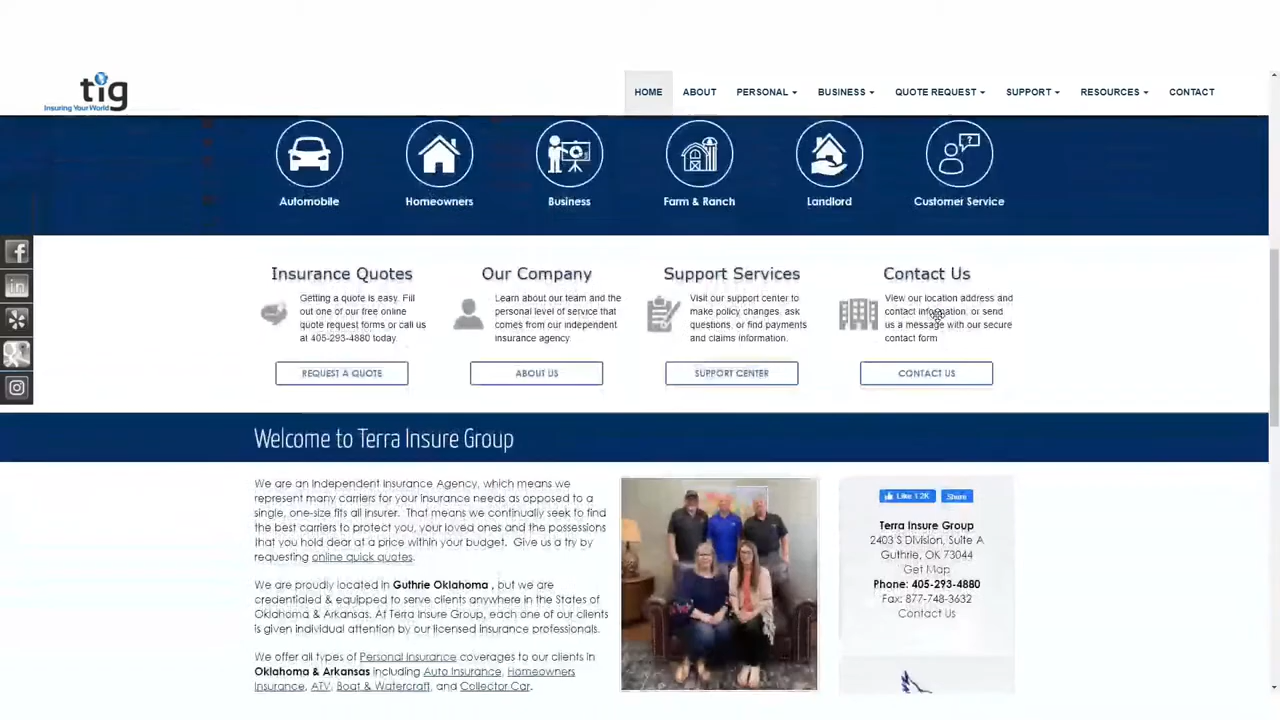 tig
Insuring Your World
HOME ABOUT PERSONAL BUSINESS QUOTE REQUEST SUPPORT RESOURCES CONTACT
Automobile Homeowners Business Farm & Ranch Landlord Customer Service
Insurance Quotes
Getting a quote is easy. Fill
out one of our free online
quote request forms or call us
at 405-293-4880 today.
REQUEST A QUOTE
Our Company
Learn about our team and the
personal level of service that
comes from our independent
insurance agency.
ABOUT US
Support Services
Visit our support center to
make policy changes, ask
questions, or find payments
and claims information.
SUPPORT CENTER
Contact Us
View our location address and
contact information, or send
us a message with our secure
contact form
CONTACT US
Welcome to Terra Insure Group
We are an Independent Insurance Agency, which means we
represent many carriers for your insurance needs as opposed to a
single, one-size fits all insurer. That means we continually seek to find
the best carriers to protect you, your loved ones and the possessions
that you hold dear at a price within your budget. Give us a try by
requesting online quick quotes.
We are proudly located in Guthrie Oklahoma , but we are
credentialed & equipped to serve clients anywhere in the States of
Oklahoma & Arkansas. At Terra Insure Group, each one of our clients
is given individual attention by our licensed insurance professionals.
We offer all types of Personal Insurance coverages to our clients in
Oklahoma & Arkansas including Auto Insurance, Homeowners
Insurance, ATV, Boat & Watercraft, and Collector Car.
Like 1.2K Share
Terra Insure Group
2403 S Division, Suite A
Guthrie, OK 73044
Get Map
Phone: 405-293-4880
Fax: 877-748-3632
Contact Us